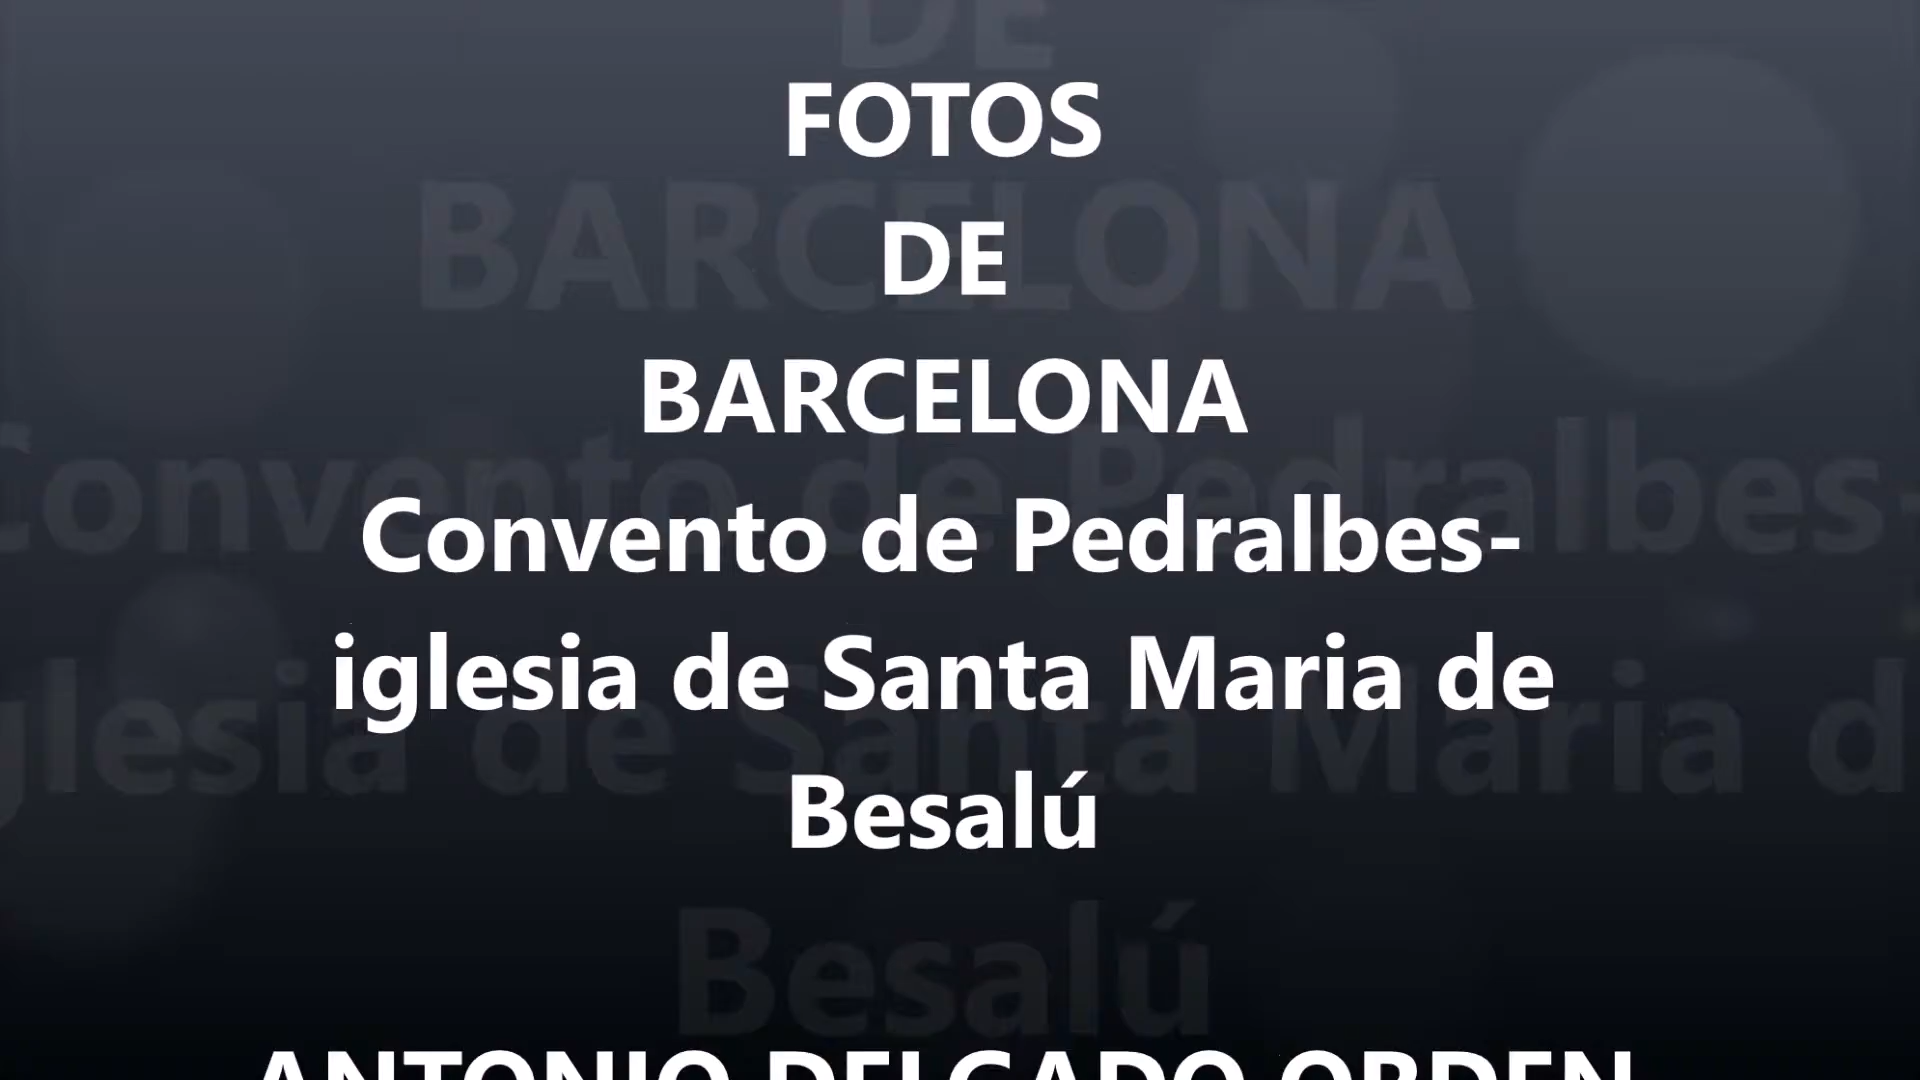 FOTOS
DE
BARCELONA
Convento de Pedralbes-
iglesia de Santa Maria de
Besalú
ANTONIO DELGADO ORDEN